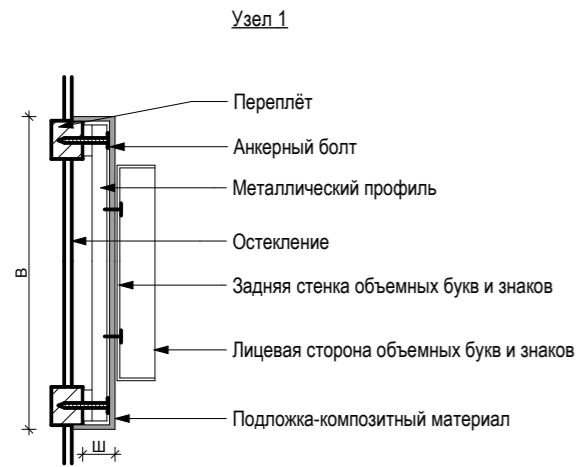 Узел 1
Переплёт
Анкерный болт
Металлический профиль
Остекление
Задняя стенка объемных букв и знаков
Лицевая сторона объемных букв и знаков
Подложка-композитный материал
В
Ш